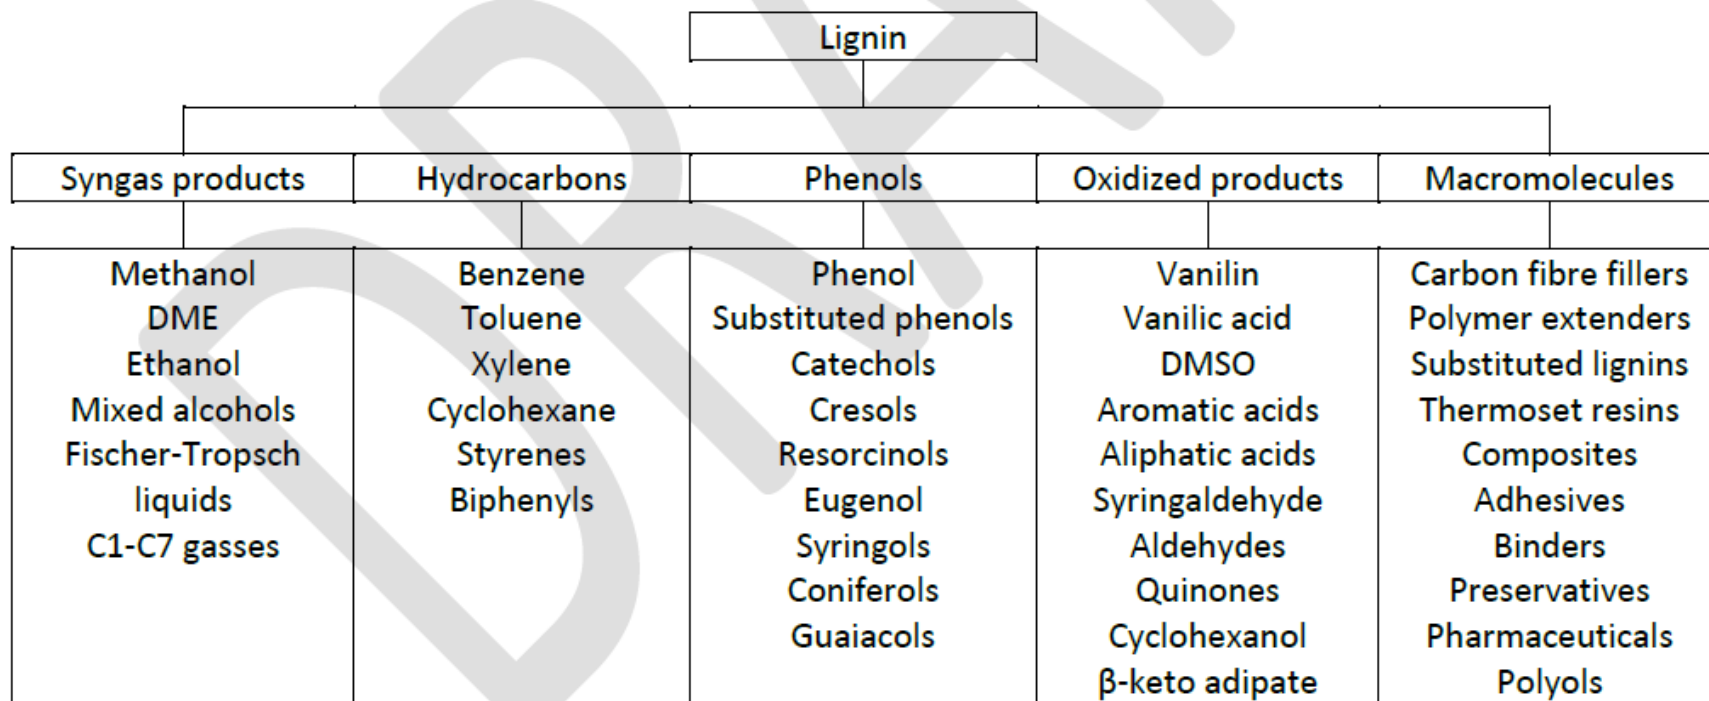 Lignin
Syngas products
Hydrocarbons
Phenols
Oxidized products
Macromolecules
Methanol
DME
Ethanol
Mixed alcohols
Fischer-Tropsch
liquids
C1-C7 gasses
Benzene
Toluene
Xylene
Cyclohexane
Styrenes
Biphenyls
Phenol
Substituted phenols
Catechols
Cresols
Resorcinols
Eugenol
Syringols
Coniferols
Guaiacols
Vanilin
Vanilic acid
DMSO
Aromatic acids
Aliphatic acids
Syringaldehyde
Aldehydes
Quinones
Cyclohexanol
β-keto adipate
Carbon fibre fillers
Polymer extenders
Substituted lignins
Thermoset resins
Composites
Adhesives
Binders
Preservatives
Pharmaceuticals
Polyols